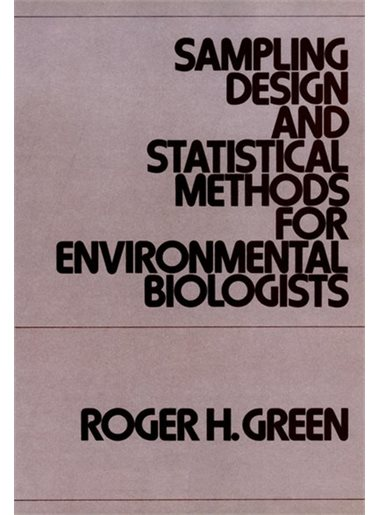 SAMPLING
DESIGN
AND
STATISTICAL
METHODS
FOR
ENVIRONMENTAL
BIOLOGISTS
ROGER H. GREEN